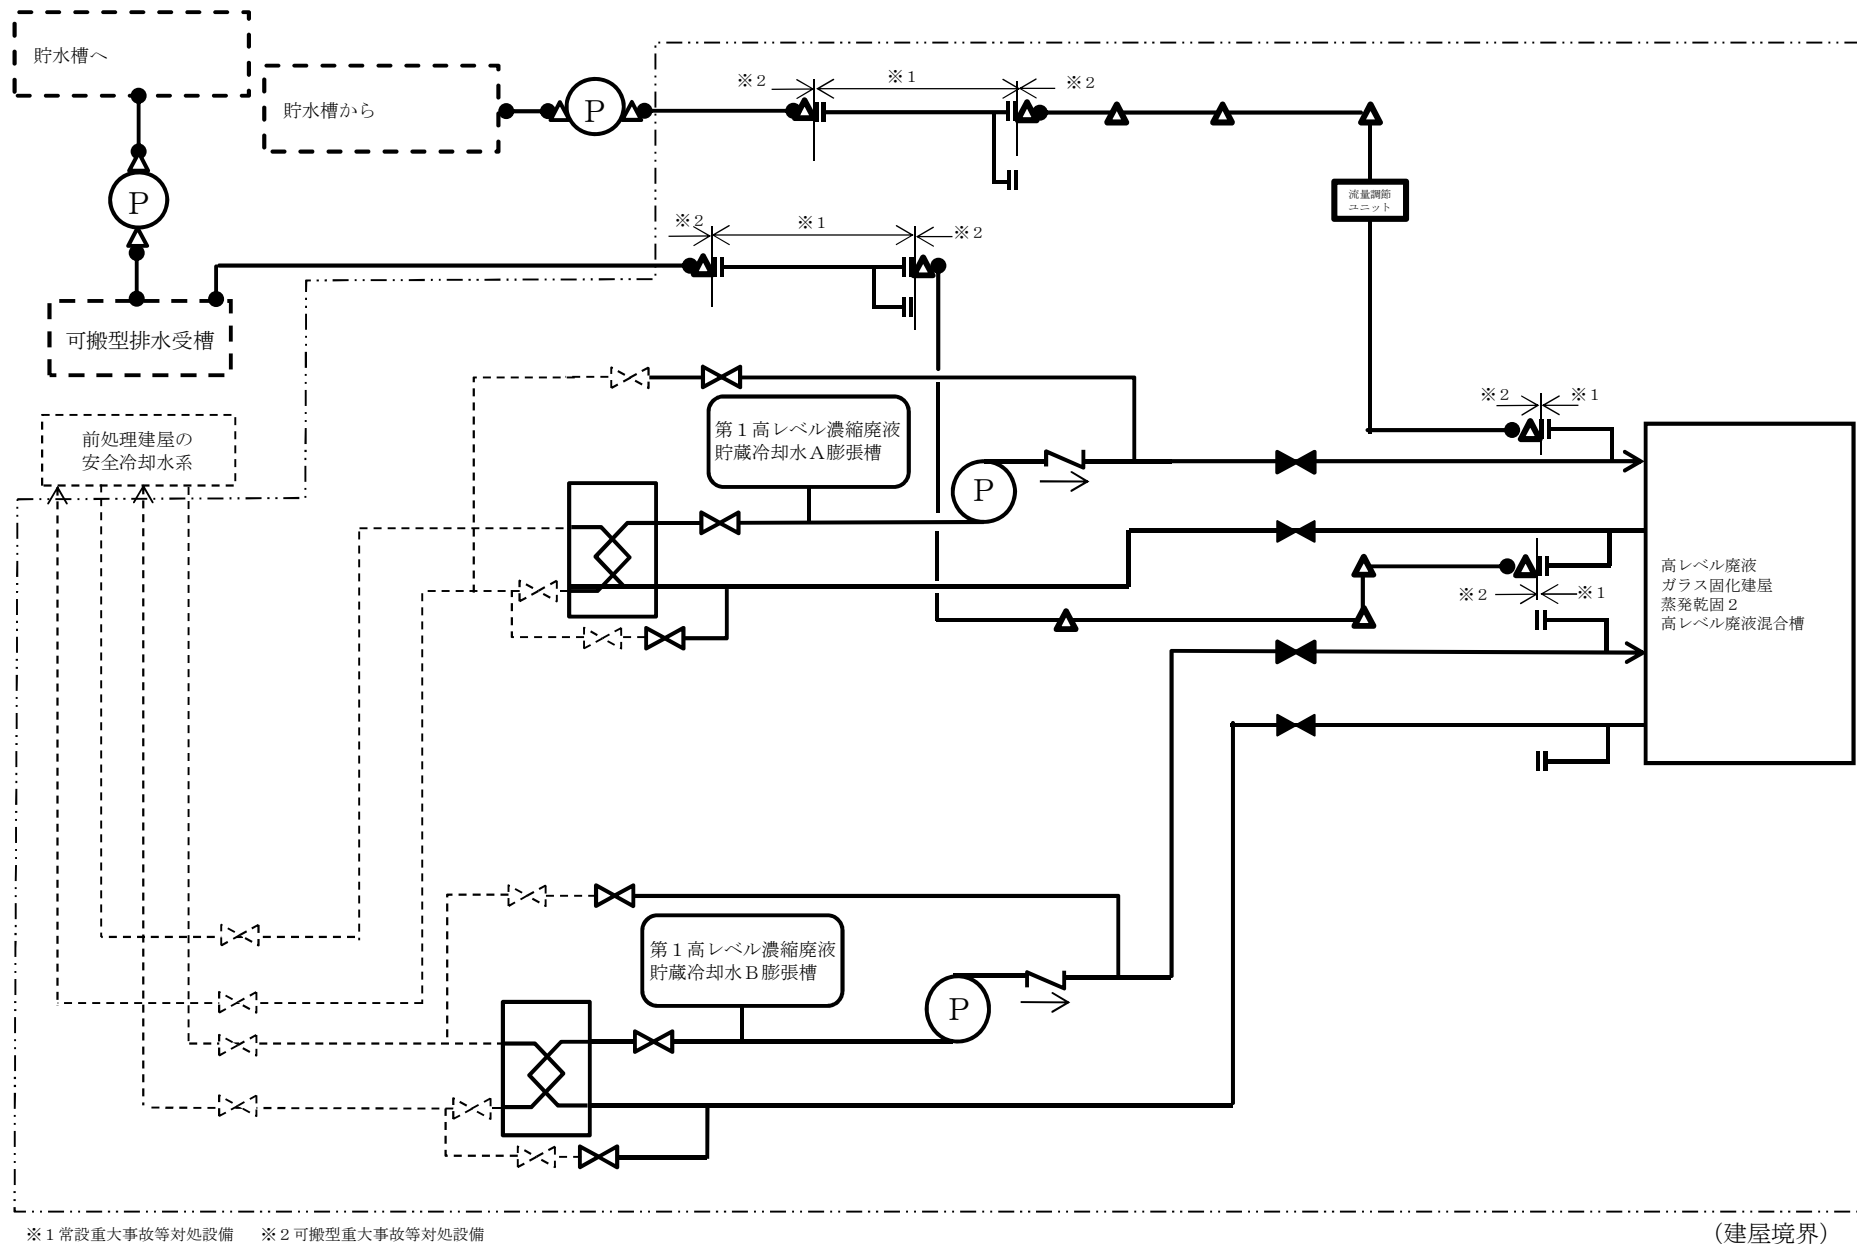 貯水槽へ
貯水槽から
P
P
※2
※1
※2
流量調節
ユニット
※2
※1
※2
可搬型排水受槽
前処理建屋の
安全冷却水系
第1高レベル濃縮廃液
貯蔵冷却水A膨張槽
P
※2
※1
高レベル廃液
ガラス固化建屋
蒸発乾固2
高レベル廃液混合槽
※2
※1
第1高レベル濃縮廃液
貯蔵冷却水B膨張槽
P
※1常設重大事故等対処設備 ※2可搬型重大事故等対処設備
(建屋境界)